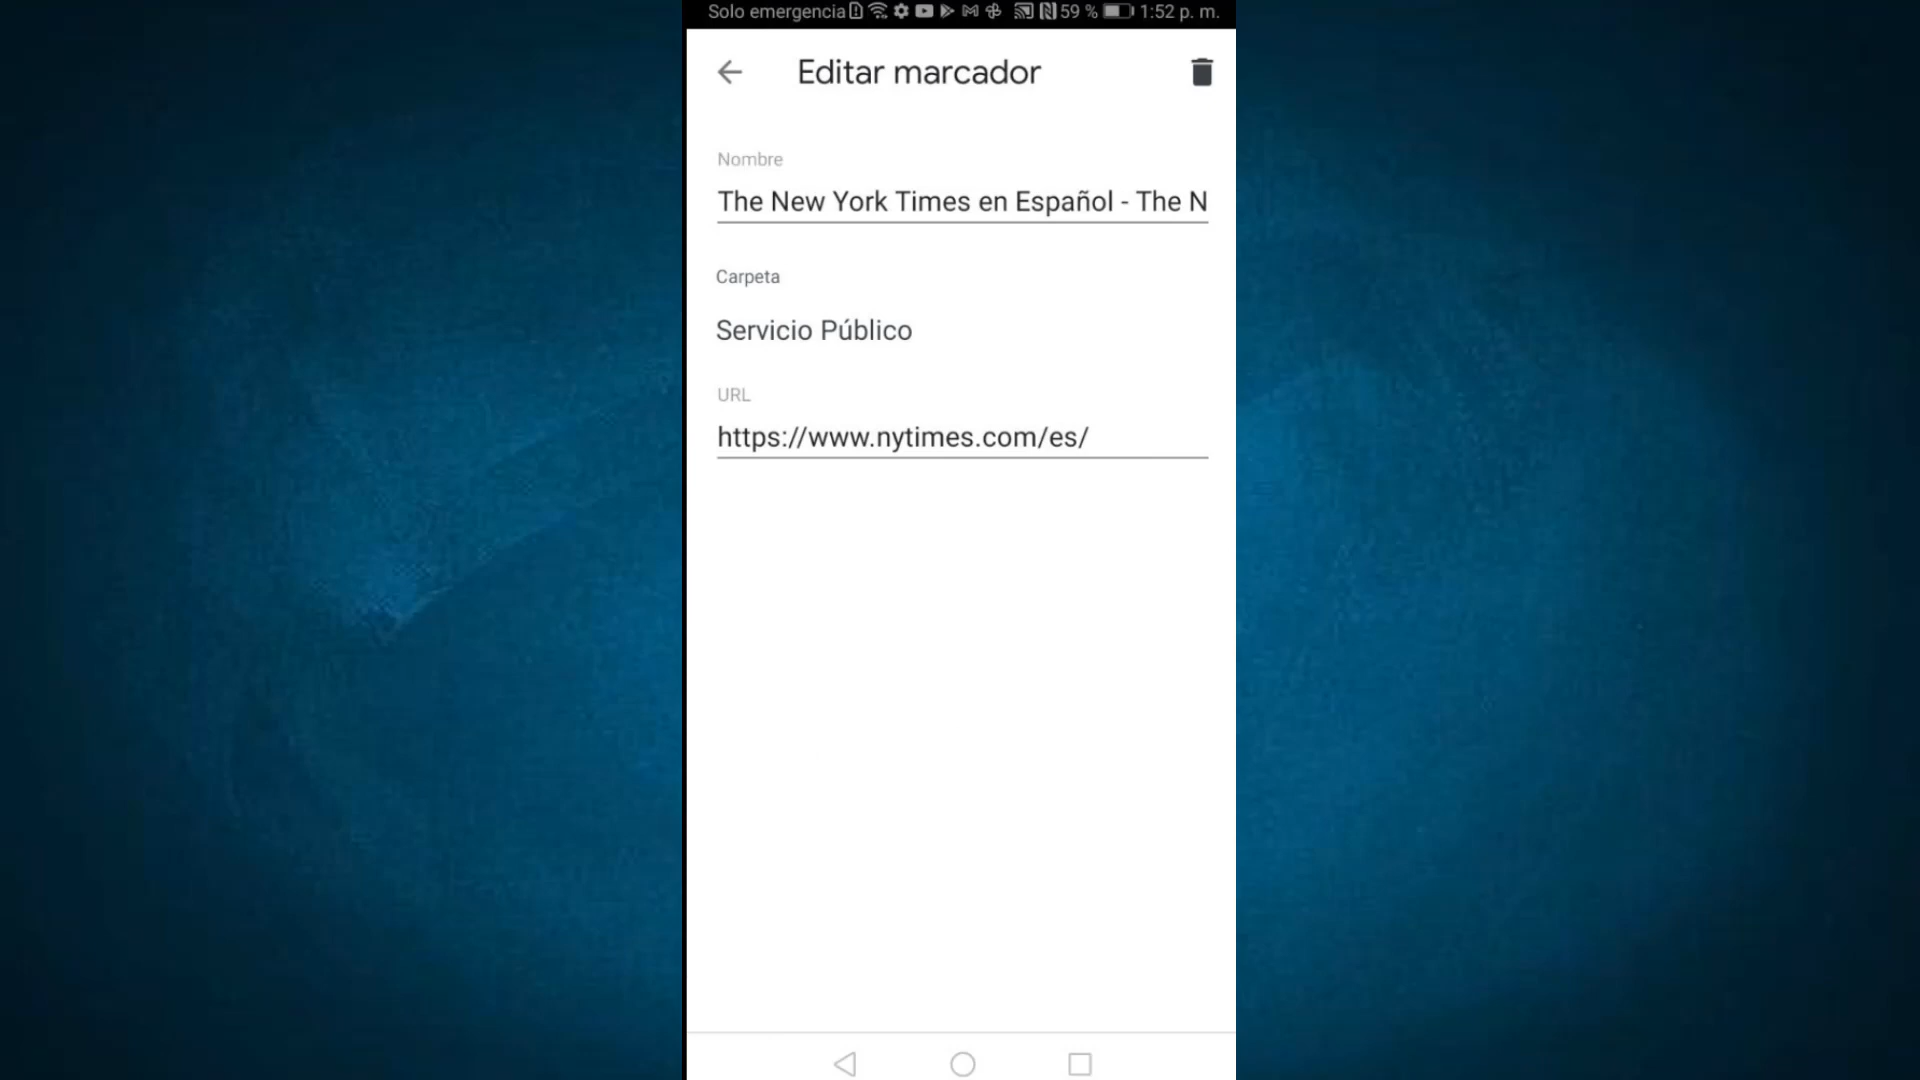 Solo emergencia 59 % 1:52 p. m.
Editar marcador
Nombre
The New York Times en Español - The N
Carpeta
Servicio Público
URL
https://www.nytimes.com/es/